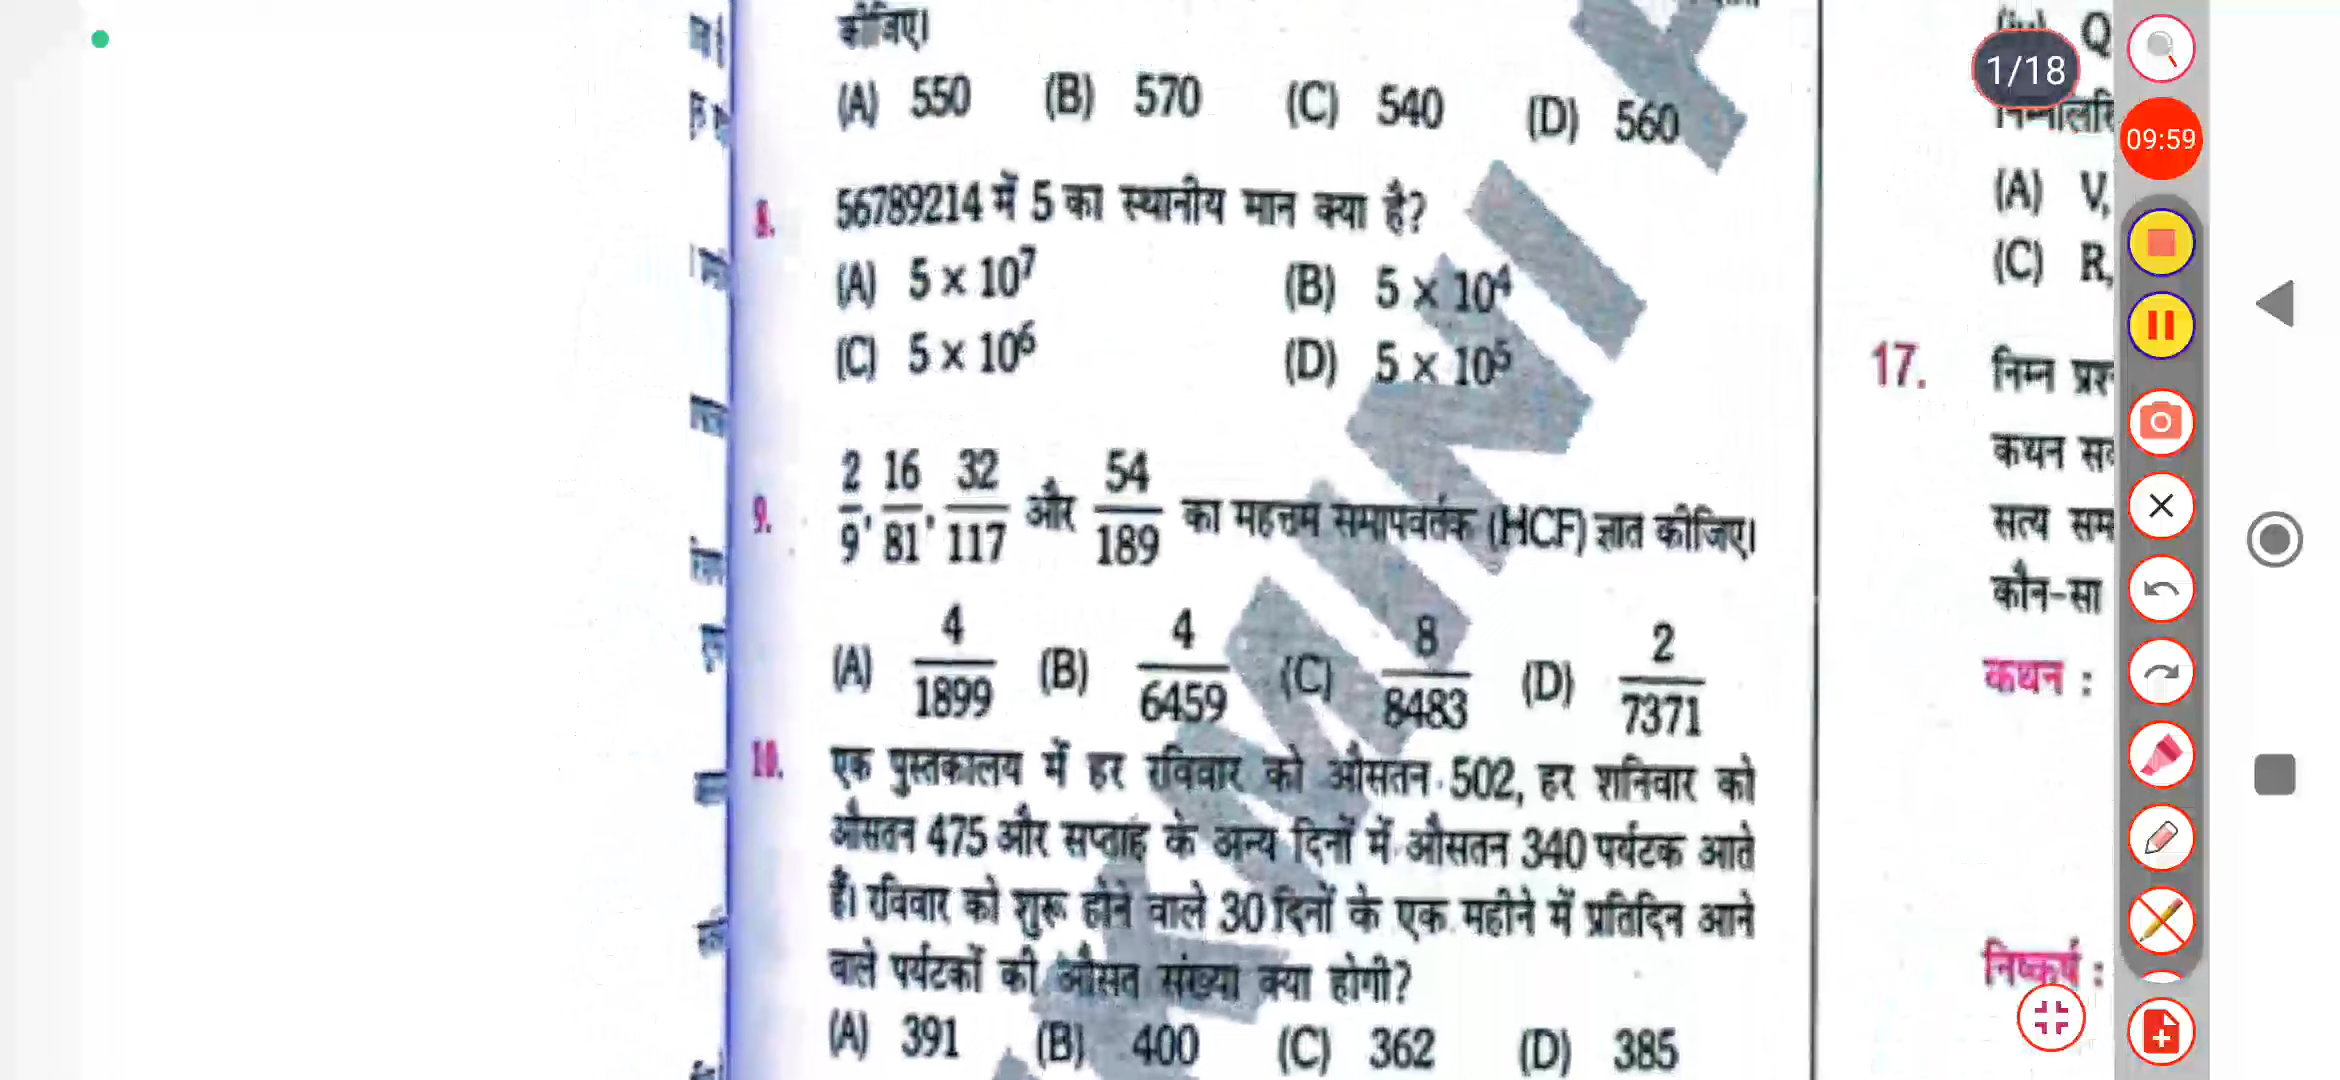 कीजिए।
(A) 550 (B) 570 (C) 540 (D) 560
8. 56789214 में 5 का स्थानीय मान क्या है?
(A) 5 × 10⁷ (B) 5 × 10⁴
(C) 5 × 10⁶ (D) 5 × 10⁵
9. 2/9, 16/81, 32/117 और 54/189 का महत्तम समापवर्तक (HCF) ज्ञात कीजिए।
(A) 4/1899 (B) 4/6459 (C) 8/8483 (D) 2/7371
10. एक पुस्तकालय में हर रविवार को औसतन 502, हर शनिवार को
औसतन 475 और सप्ताह के अन्य दिनों में औसतन 340 पर्यटक आते
हैं। रविवार को शुरू होने वाले 30 दिनों के एक महीने में प्रतिदिन आने
वाले पर्यटकों की औसत संख्या क्या होगी?
(A) 391 (B) 400 (C) 362 (D) 385
Q
(A) V,
(C) R,
17. निम्न
कथन
सत्य
कौन-सा
कथन :
निष्कर्ष :
1/18
09:59